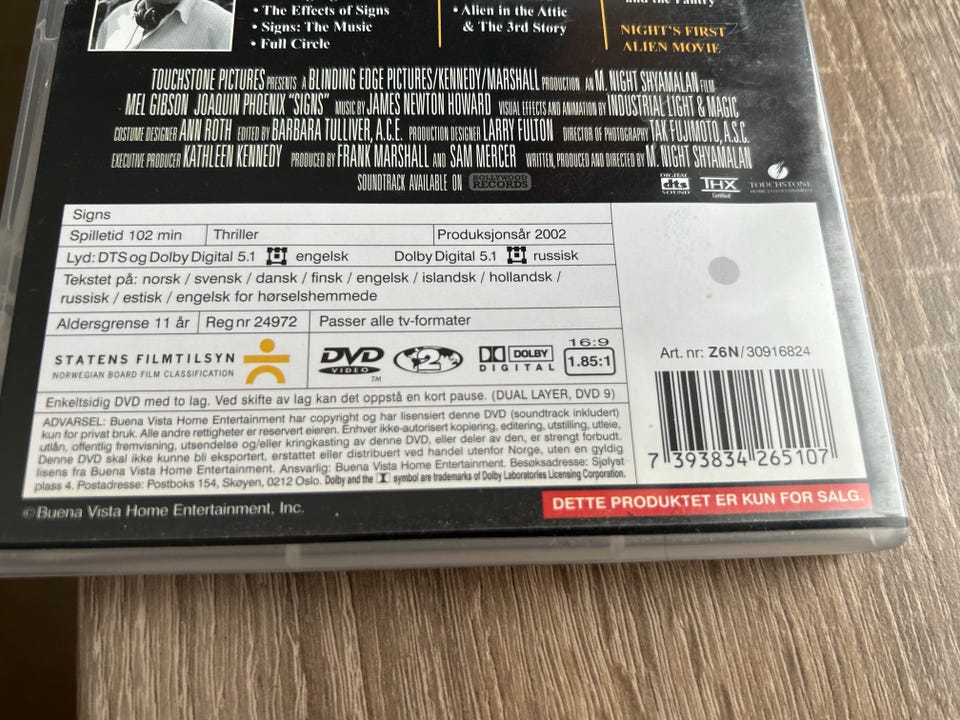 • The Effects of Signs
• Signs: The Music
• Full Circle
• Alien in the Attic
& The 3rd Story
and the Pantry
NIGHT'S FIRST
ALIEN MOVIE
TOUCHSTONE PICTURES PRESENTS A BLINDING EDGE PICTURES/KENNEDY/MARSHALL PRODUCTION AN M. NIGHT SHYAMALAN FILM
MEL GIBSON JOAQUIN PHOENIX "SIGNS" MUSIC BY JAMES NEWTON HOWARD VISUAL EFFECTS AND ANIMATION BY INDUSTRIAL LIGHT & MAGIC
COSTUME DESIGNER ANN ROTH EDITED BY BARBARA TULLIVER, A.C.E. PRODUCTION DESIGNER LARRY FULTON DIRECTOR OF PHOTOGRAPHY TAK FUJIMOTO, A.S.C.
EXECUTIVE PRODUCER KATHLEEN KENNEDY PRODUCED BY FRANK MARSHALL AND SAM MERCER WRITTEN, PRODUCED AND DIRECTED BY M. NIGHT SHYAMALAN
SOUNDTRACK AVAILABLE ON HOLLYWOOD RECORDS
DIGITAL dts SOUND
THX Certified
TOUCHSTONE
HOME ENTERTAINMENT
Signs
Spilletid 102 min Thriller Produksjonsår 2002
Lyd: DTS og Dolby Digital 5.1 engelsk Dolby Digital 5.1 russisk
Tekstet på: norsk / svensk / dansk / finsk / engelsk / islandsk / hollandsk /
russisk / estisk / engelsk for hørselshemmede
Aldersgrense 11 år Reg nr 24972 Passer alle tv-formater
STATENS FILMTILSYN
NORWEGIAN BOARD FILM CLASSIFICATION
DVD VIDEO TM
2
DOLBY DIGITAL
16:9
1.85:1
Enkeltsidig DVD med to lag. Ved skifte av lag kan det oppstå en kort pause. (DUAL LAYER, DVD 9)
ADVARSEL: Buena Vista Home Entertainment har copyright og har lisensiert denne DVD (soundtrack inkludert)
kun for privat bruk. Alle andre rettigheter er reservert eieren. Enhver ikke-autorisert kopiering, editering, utstilling, utleie,
utlån, offentlig fremvisning, utsendelse og/eller kringkasting av denne DVD, eller deler av den, er strengt forbudt.
Denne DVD skal ikke kunne bli eksportert, erstattet eller distribuert ved handel utenfor Norge, uten en gyldig
lisens fra Buena Vista Home Entertainment. Ansvarlig: Buena Vista Home Entertainment. Besøksadresse: Sjølyst
plass 4. Postadresse: Postboks 154, Skøyen, 0212 Oslo. Dolby and the symbol are trademarks of Dolby Laboratories Licensing Corporation.
Art. nr: Z6N/30916824
7 393834 265107
©Buena Vista Home Entertainment, Inc.
DETTE PRODUKTET ER KUN FOR SALG.